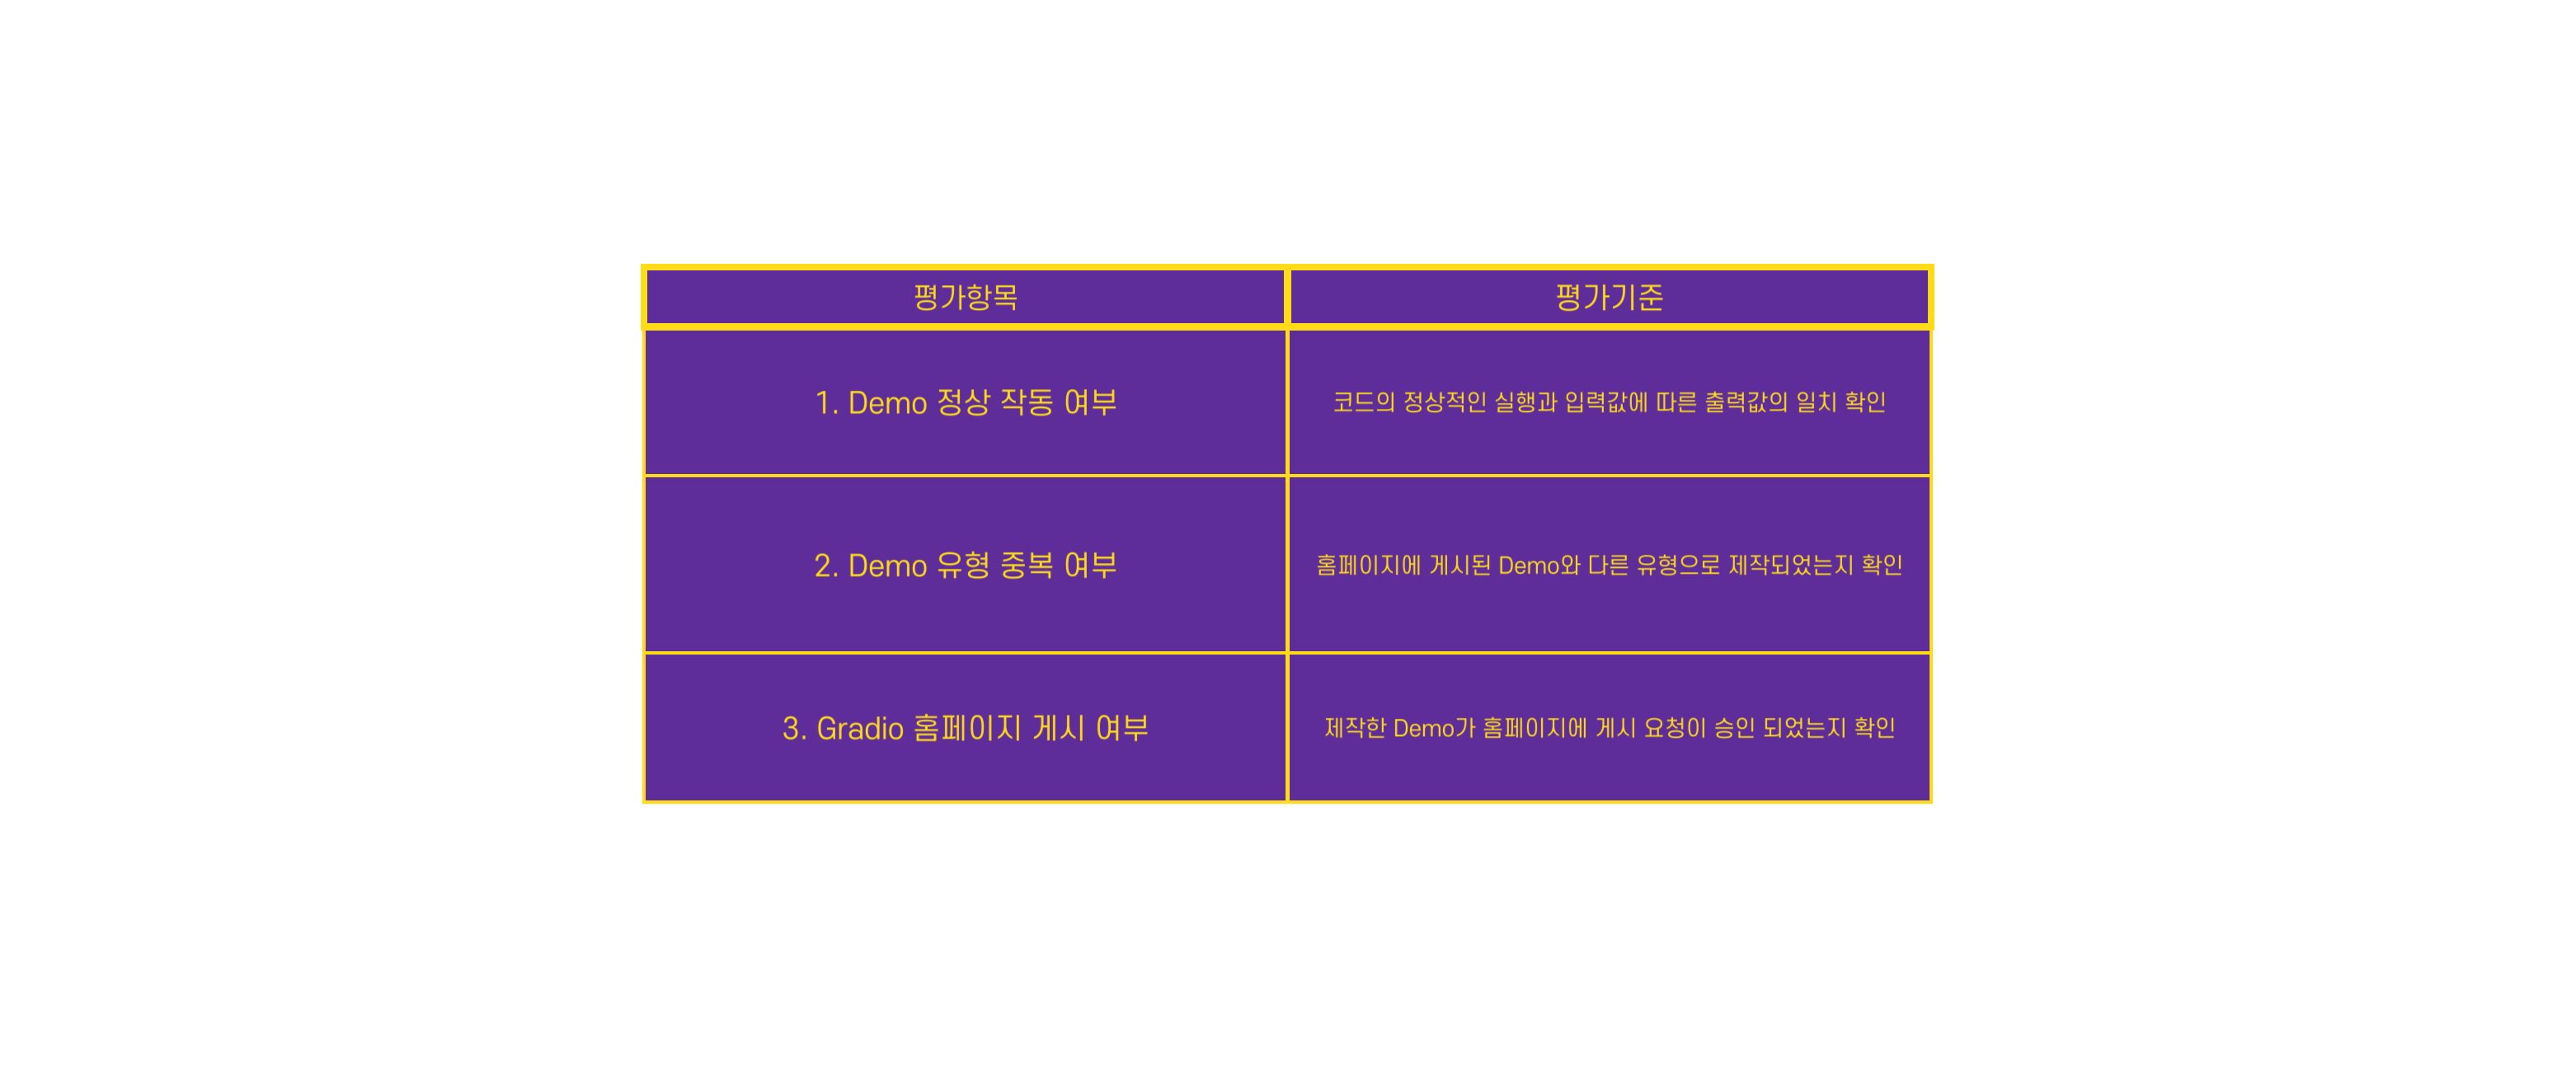 평가항목
평가기준
1. Demo 정상 작동 여부
코드의 정상적인 실행과 입력값에 따른 출력값의 일치 확인
2. Demo 유형 중복 여부
홈페이지에 게시된 Demo와 다른 유형으로 제작되었는지 확인
3. Gradio 홈페이지 게시 여부
제작한 Demo가 홈페이지에 게시 요청이 승인 되었는지 확인